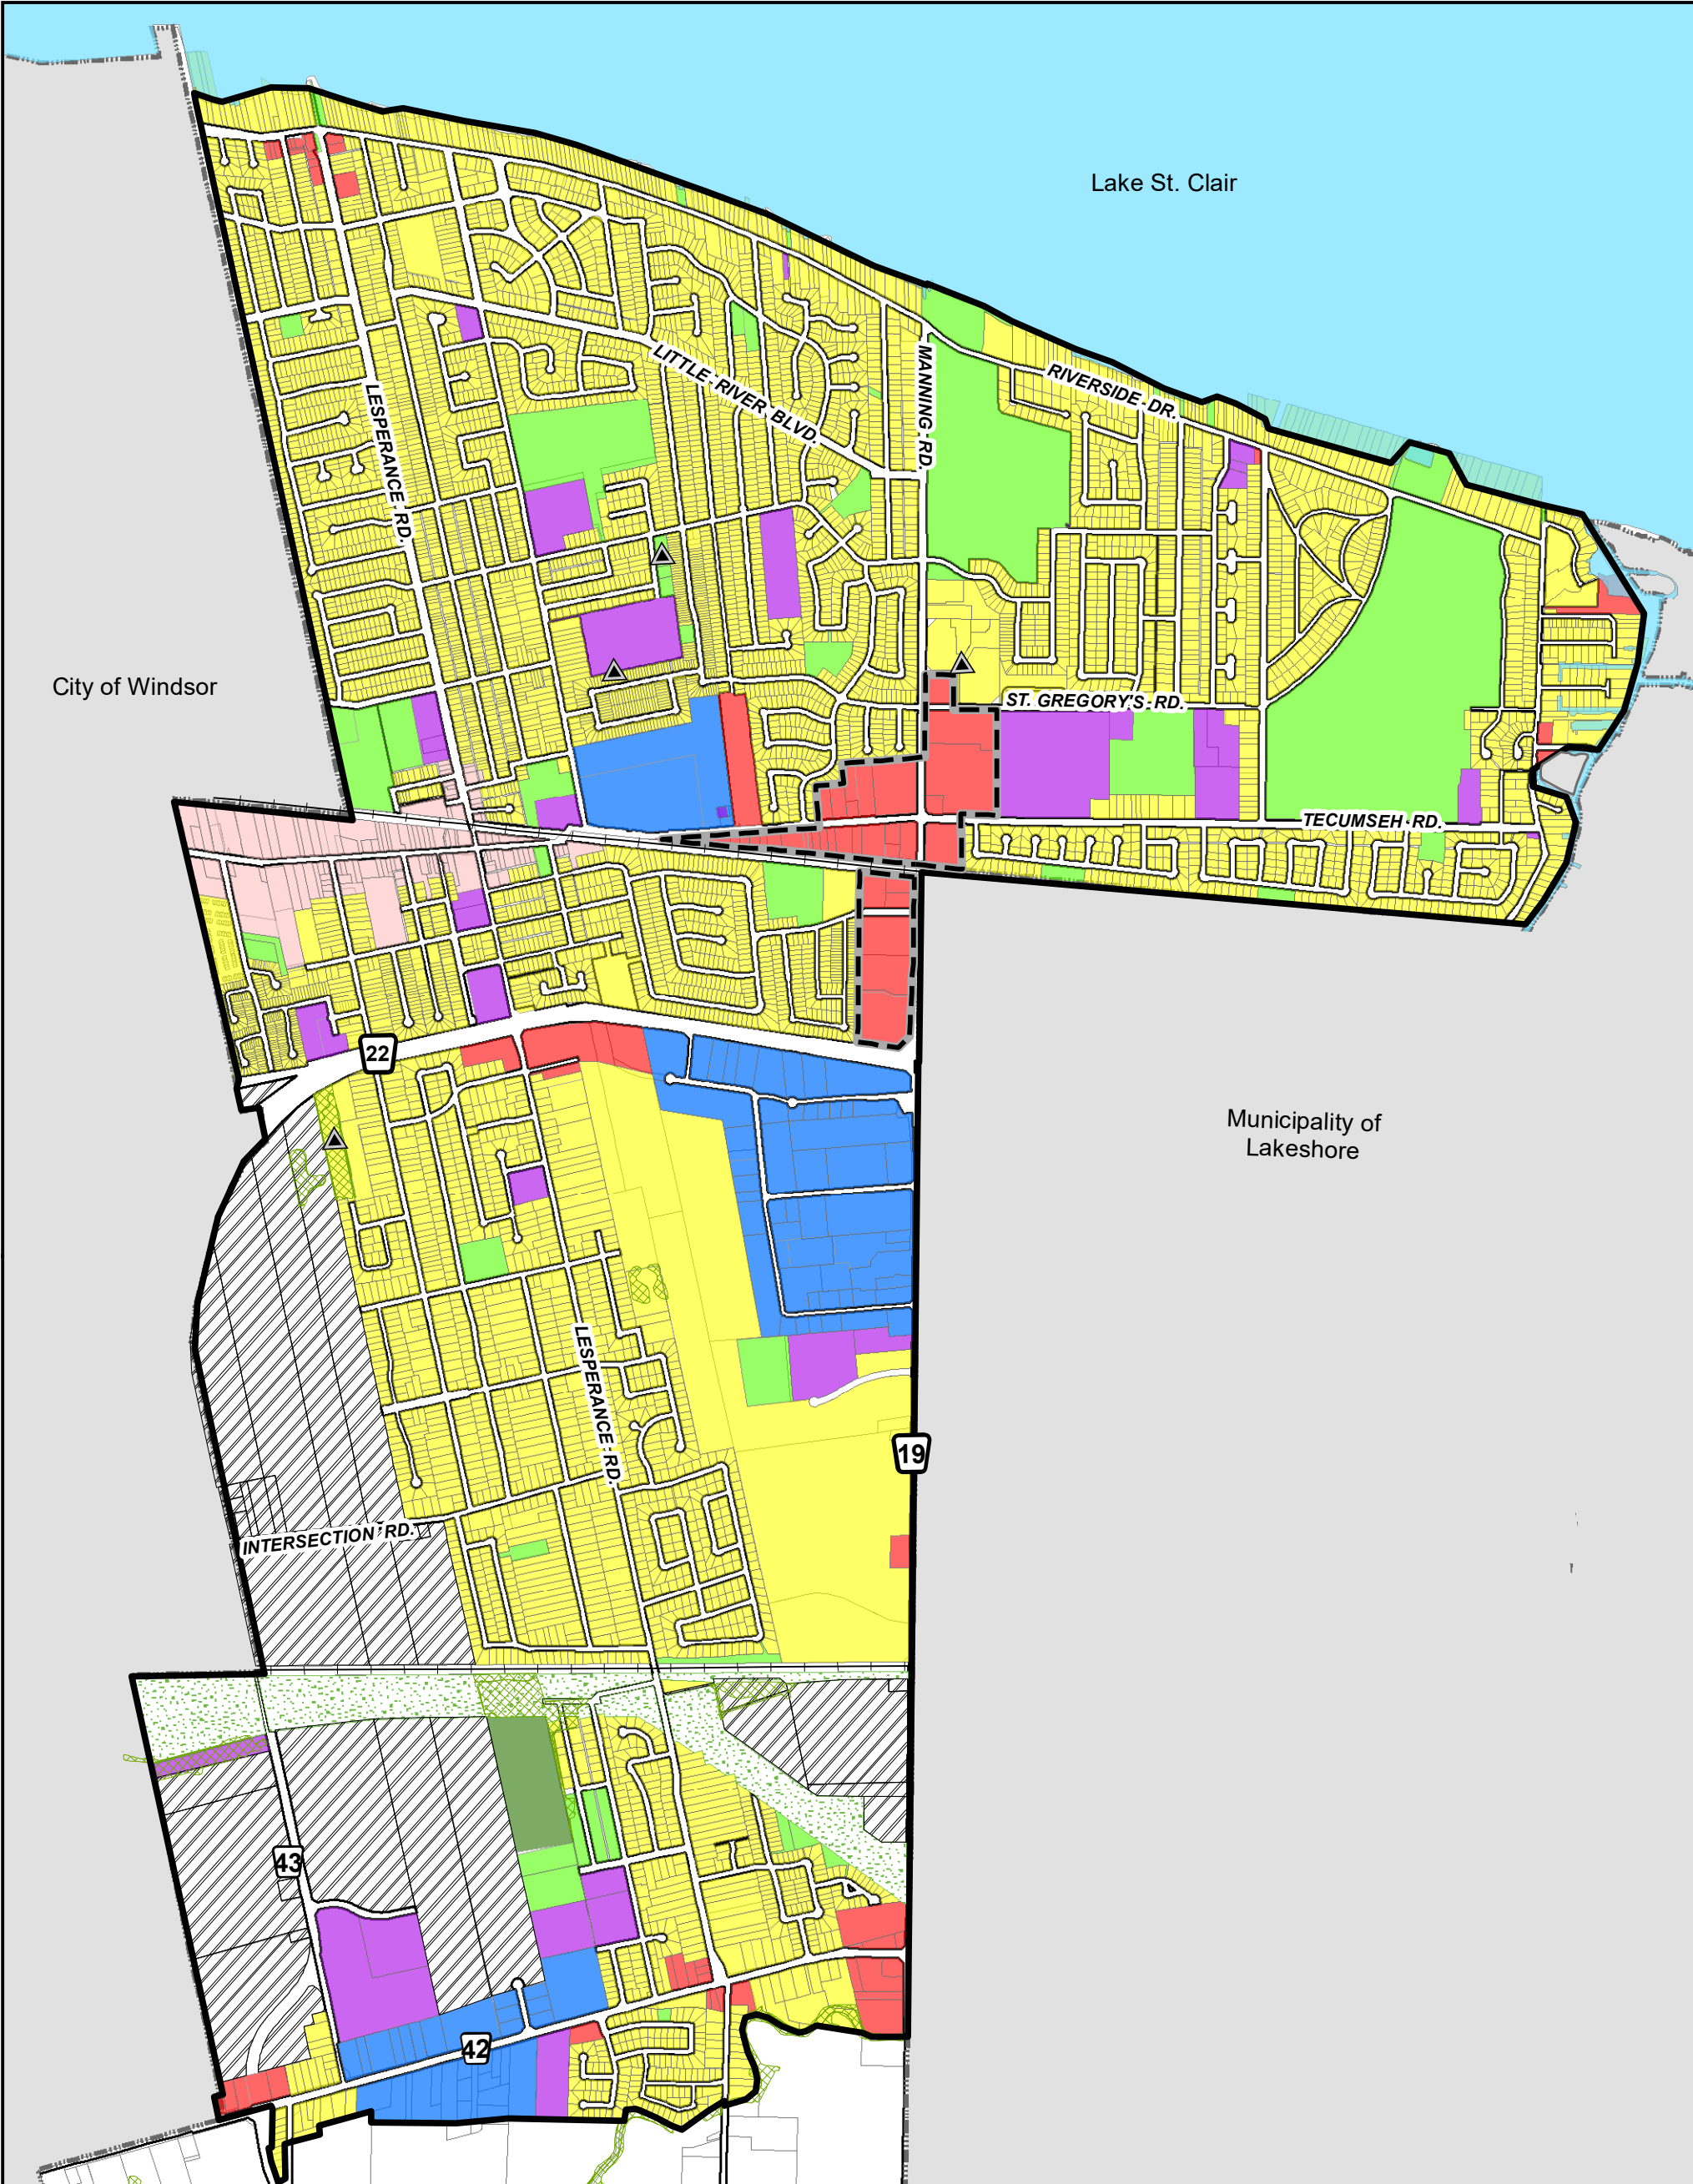 Lake St. Clair
LITTLE RIVER BLVD.
MANNING RD.
RIVERSIDE DR.
LESPERANCE RD.
City of Windsor
ST. GREGORY'S RD.
TECUMSEH RD.
22
Municipality of
Lakeshore
LESPERANCE RD.
19
INTERSECTION RD.
43
42